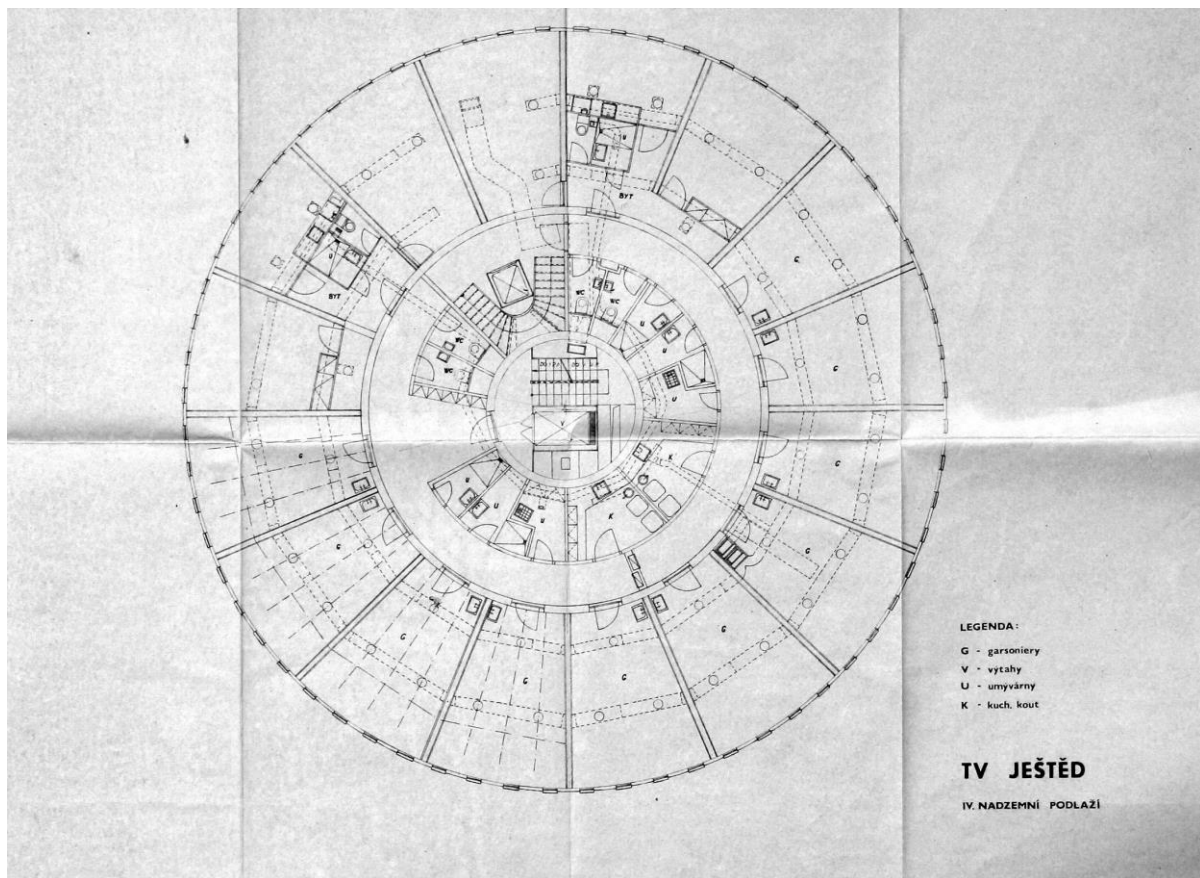 U
BYT
U
G
BYT
WC
WC
U
WC
U
WC
G
U
V
G
K
G
U
U
K
U
G
G
G
G
G
G
LEGENDA:
G - garsoniery
V - výtahy
U - umývárny
K - kuch. kout
TV JEŠTĚD
IV. NADZEMNÍ PODLAŽÍ